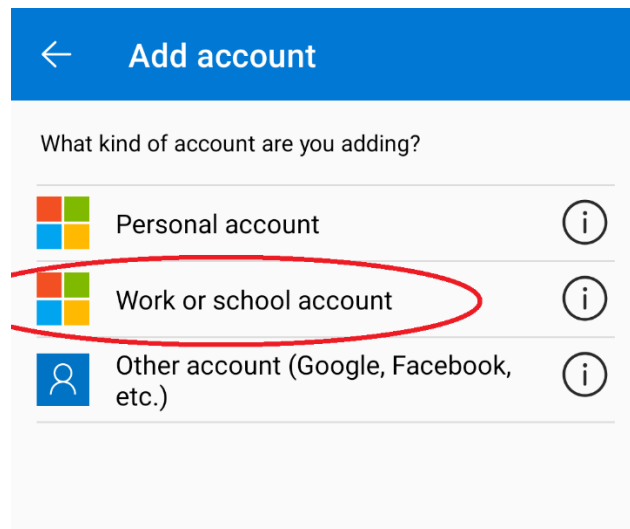 Add account
What kind of account are you adding?
Personal account
Work or school account
Other account (Google, Facebook,
etc.)